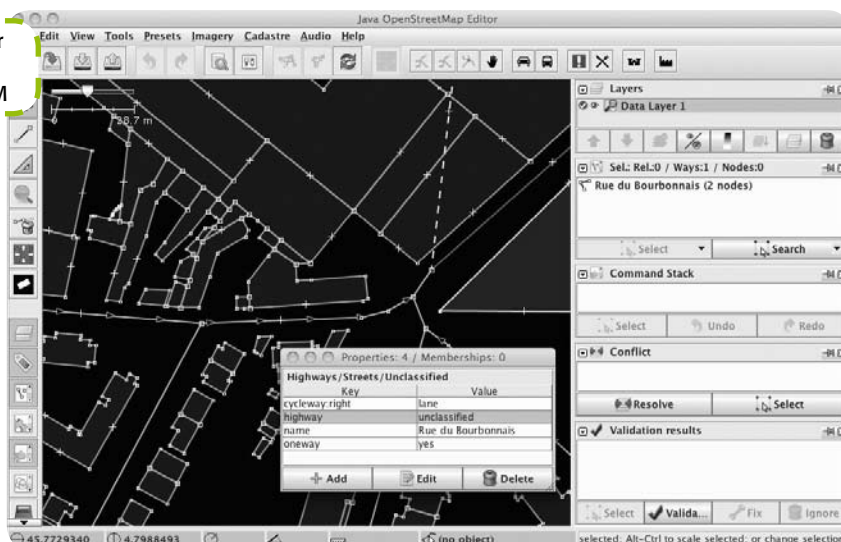 Java OpenStreetMap Editor
r
M
Edit View Tools Presets Imagery Cadastre Audio Help
28.7 m
Layers
Data Layer 1
Sel.: Rel.:0 / Ways:1 / Nodes:0
Rue du Bourbonnais (2 nodes)
Select Search
Command Stack
Select Undo Redo
Conflict
Resolve Select
Validation results
Select Valida... Fix Ignore
Properties: 4 / Memberships: 0
Highways/Streets/Unclassified
Key Value
cycleway:right lane
highway unclassified
name Rue du Bourbonnais
oneway yes
Add Edit Delete
45.7729340 4.7988493 (no object) selected; Alt-Ctrl to scale selected; or change selection